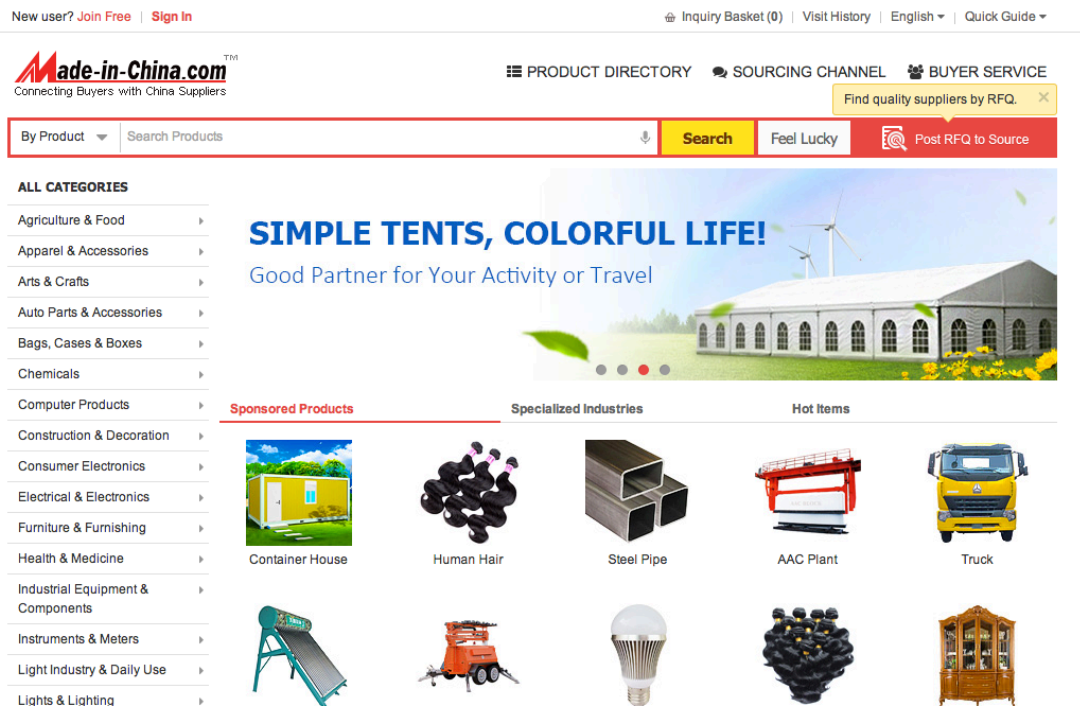 New user? Join Free | Sign In
Inquiry Basket (0) | Visit History | English | Quick Guide
Made-in-China.com™
Connecting Buyers with China Suppliers
PRODUCT DIRECTORY
SOURCING CHANNEL
BUYER SERVICE
Find quality suppliers by RFQ. ×
By Product
Search Products
Search
Feel Lucky
Post RFQ to Source
ALL CATEGORIES
Agriculture & Food
Apparel & Accessories
Arts & Crafts
Auto Parts & Accessories
Bags, Cases & Boxes
Chemicals
Computer Products
Construction & Decoration
Consumer Electronics
Electrical & Electronics
Furniture & Furnishing
Health & Medicine
Industrial Equipment &
Components
Instruments & Meters
Light Industry & Daily Use
Lights & Lighting
SIMPLE TENTS, COLORFUL LIFE!
Good Partner for Your Activity or Travel
Sponsored Products
Specialized Industries
Hot Items
Container House
Human Hair
Steel Pipe
AAC Plant
Truck